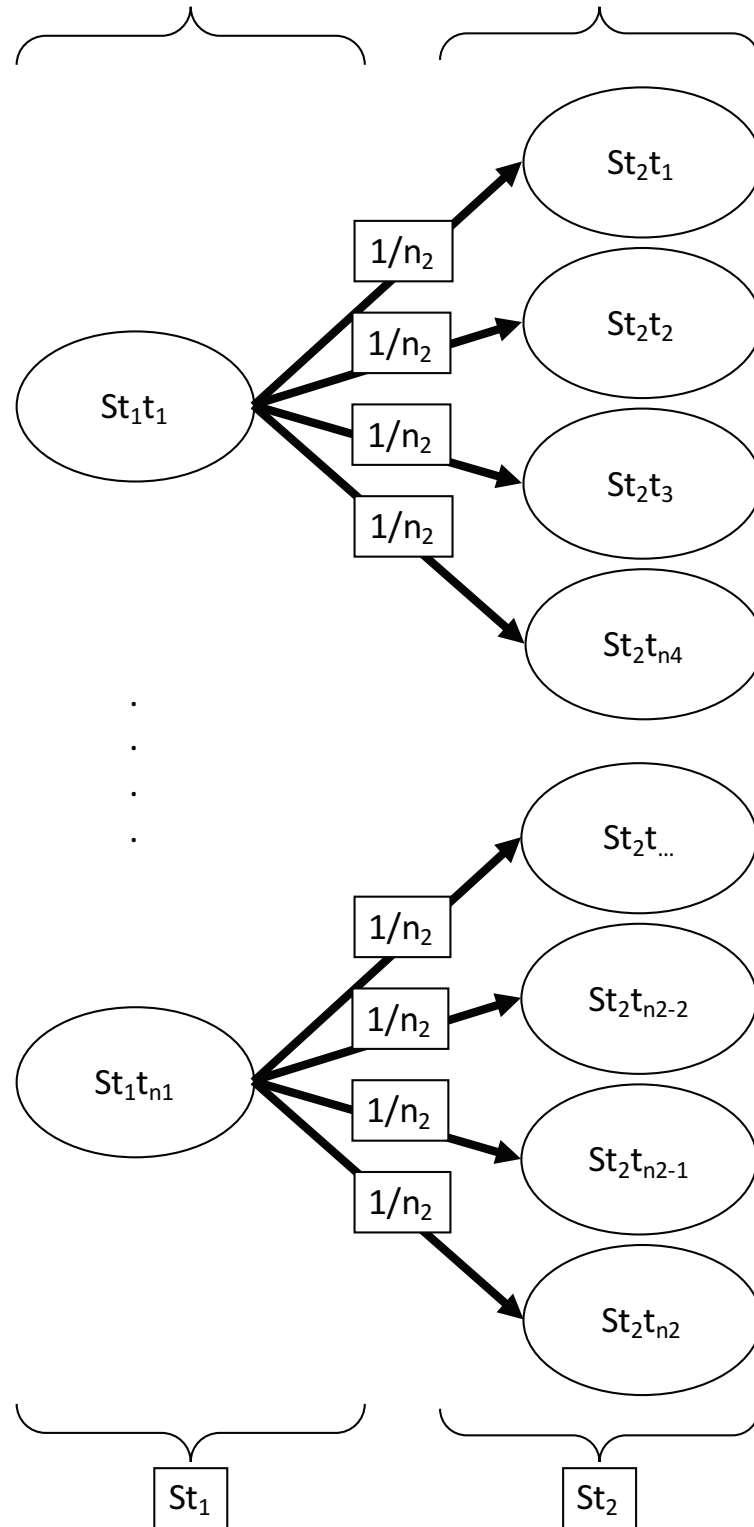 St₂t₁
1/n₂
1/n₂
St₂t₂
St₁t₁
1/n₂
St₂t₃
1/n₂
St₂tₙ₄
.
.
.
.
St₂t...
1/n₂
1/n₂
St₂tₙ₂₋₂
St₁tₙ₁
1/n₂
St₂tₙ₂₋₁
1/n₂
St₂tₙ₂
St₁
St₂